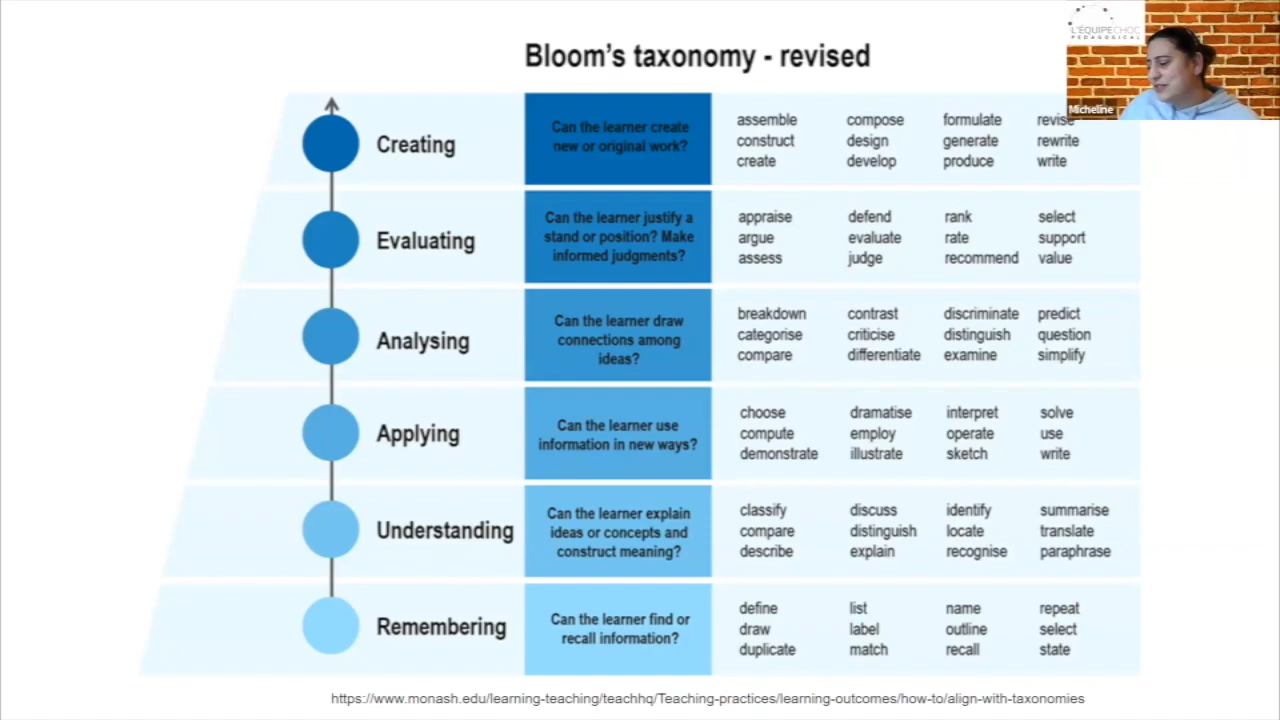 L'ÉQUIPE CHOC
PEDAGOGICAL
Micheline
Bloom's taxonomy - revised
Creating
Can the learner create
new or original work?
assemble compose formulate revise
construct design generate rewrite
create develop produce write
Evaluating
Can the learner justify a
stand or position? Make
informed judgments?
appraise defend rank select
argue evaluate rate support
assess judge recommend value
Analysing
Can the learner draw
connections among
ideas?
breakdown contrast discriminate predict
categorise criticise distinguish question
compare differentiate examine simplify
Applying
Can the learner use
information in new ways?
choose dramatise interpret solve
compute employ operate use
demonstrate illustrate sketch write
Understanding
Can the learner explain
ideas or concepts and
construct meaning?
classify discuss identify summarise
compare distinguish locate translate
describe explain recognise paraphrase
Remembering
Can the learner find or
recall information?
define list name repeat
draw label outline select
duplicate match recall state
https://www.monash.edu/learning-teaching/teachhq/Teaching-practices/learning-outcomes/how-to/align-with-taxonomies